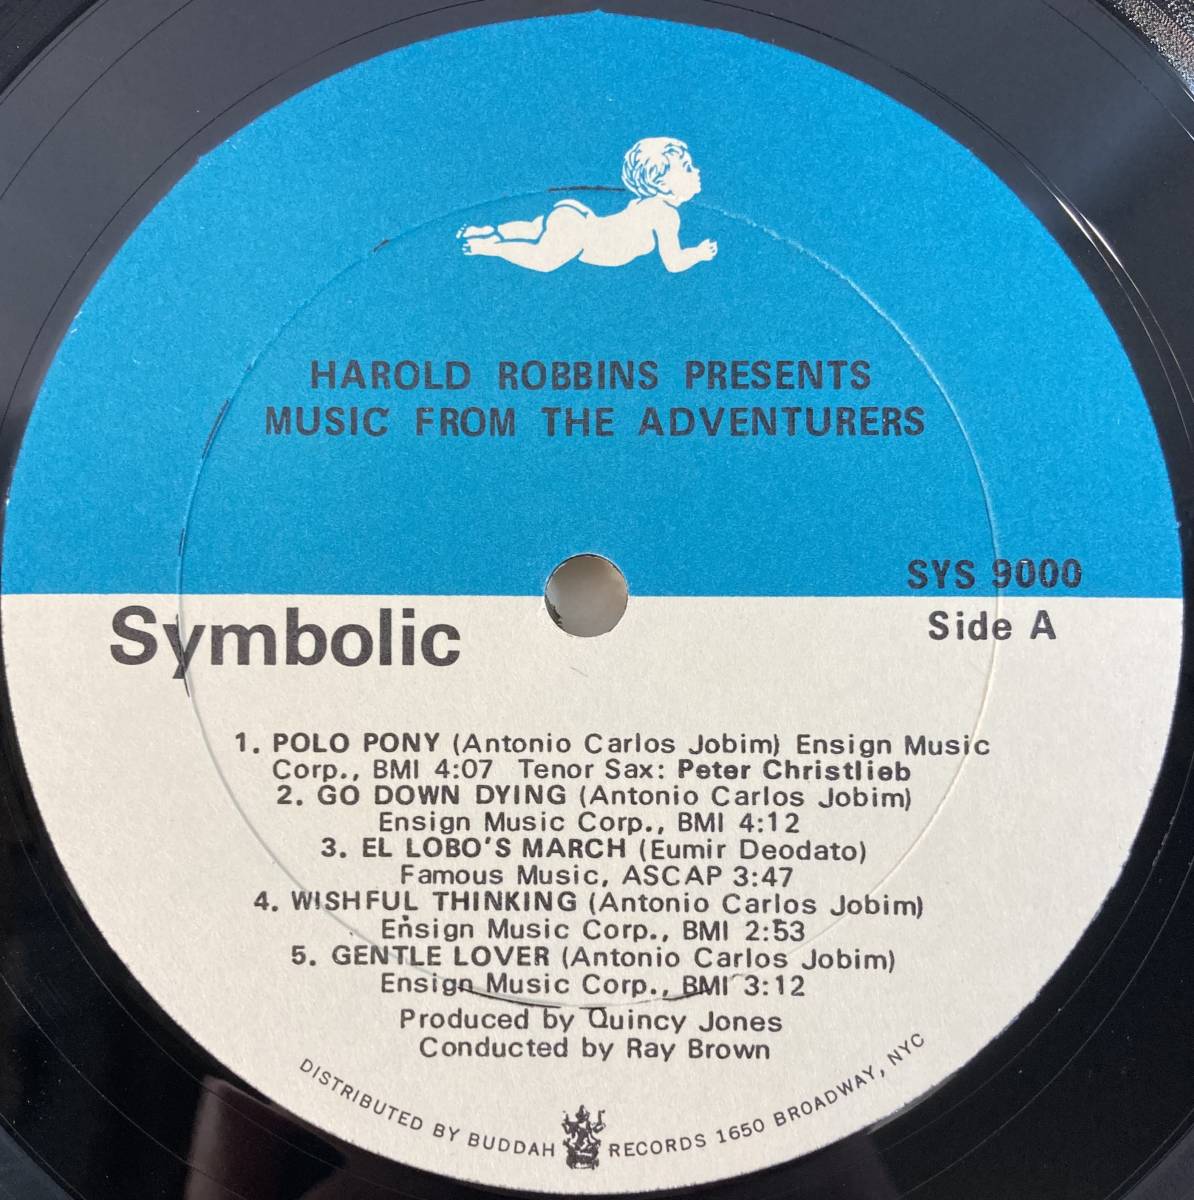 HAROLD ROBBINS PRESENTS
MUSIC FROM THE ADVENTURERS
SYS 9000
Symbolic
Side A
1. POLO PONY (Antonio Carlos Jobim) Ensign Music
Corp., BMI 4:07 Tenor Sax: Peter Christlieb
2. GO DOWN DYING (Antonio Carlos Jobim)
Ensign Music Corp., BMI 4:12
3. EL LOBO'S MARCH (Eumir Deodato)
Famous Music, ASCAP 3:47
4. WISHFUL THINKING (Antonio Carlos Jobim)
Ensign Music Corp., BMI 2:53
5. GENTLE LOVER (Antonio Carlos Jobim)
Ensign Music Corp., BMI 3:12
Produced by Quincy Jones
Conducted by Ray Brown
DISTRIBUTED BY BUDDAH RECORDS 1650 BROADWAY, NYC